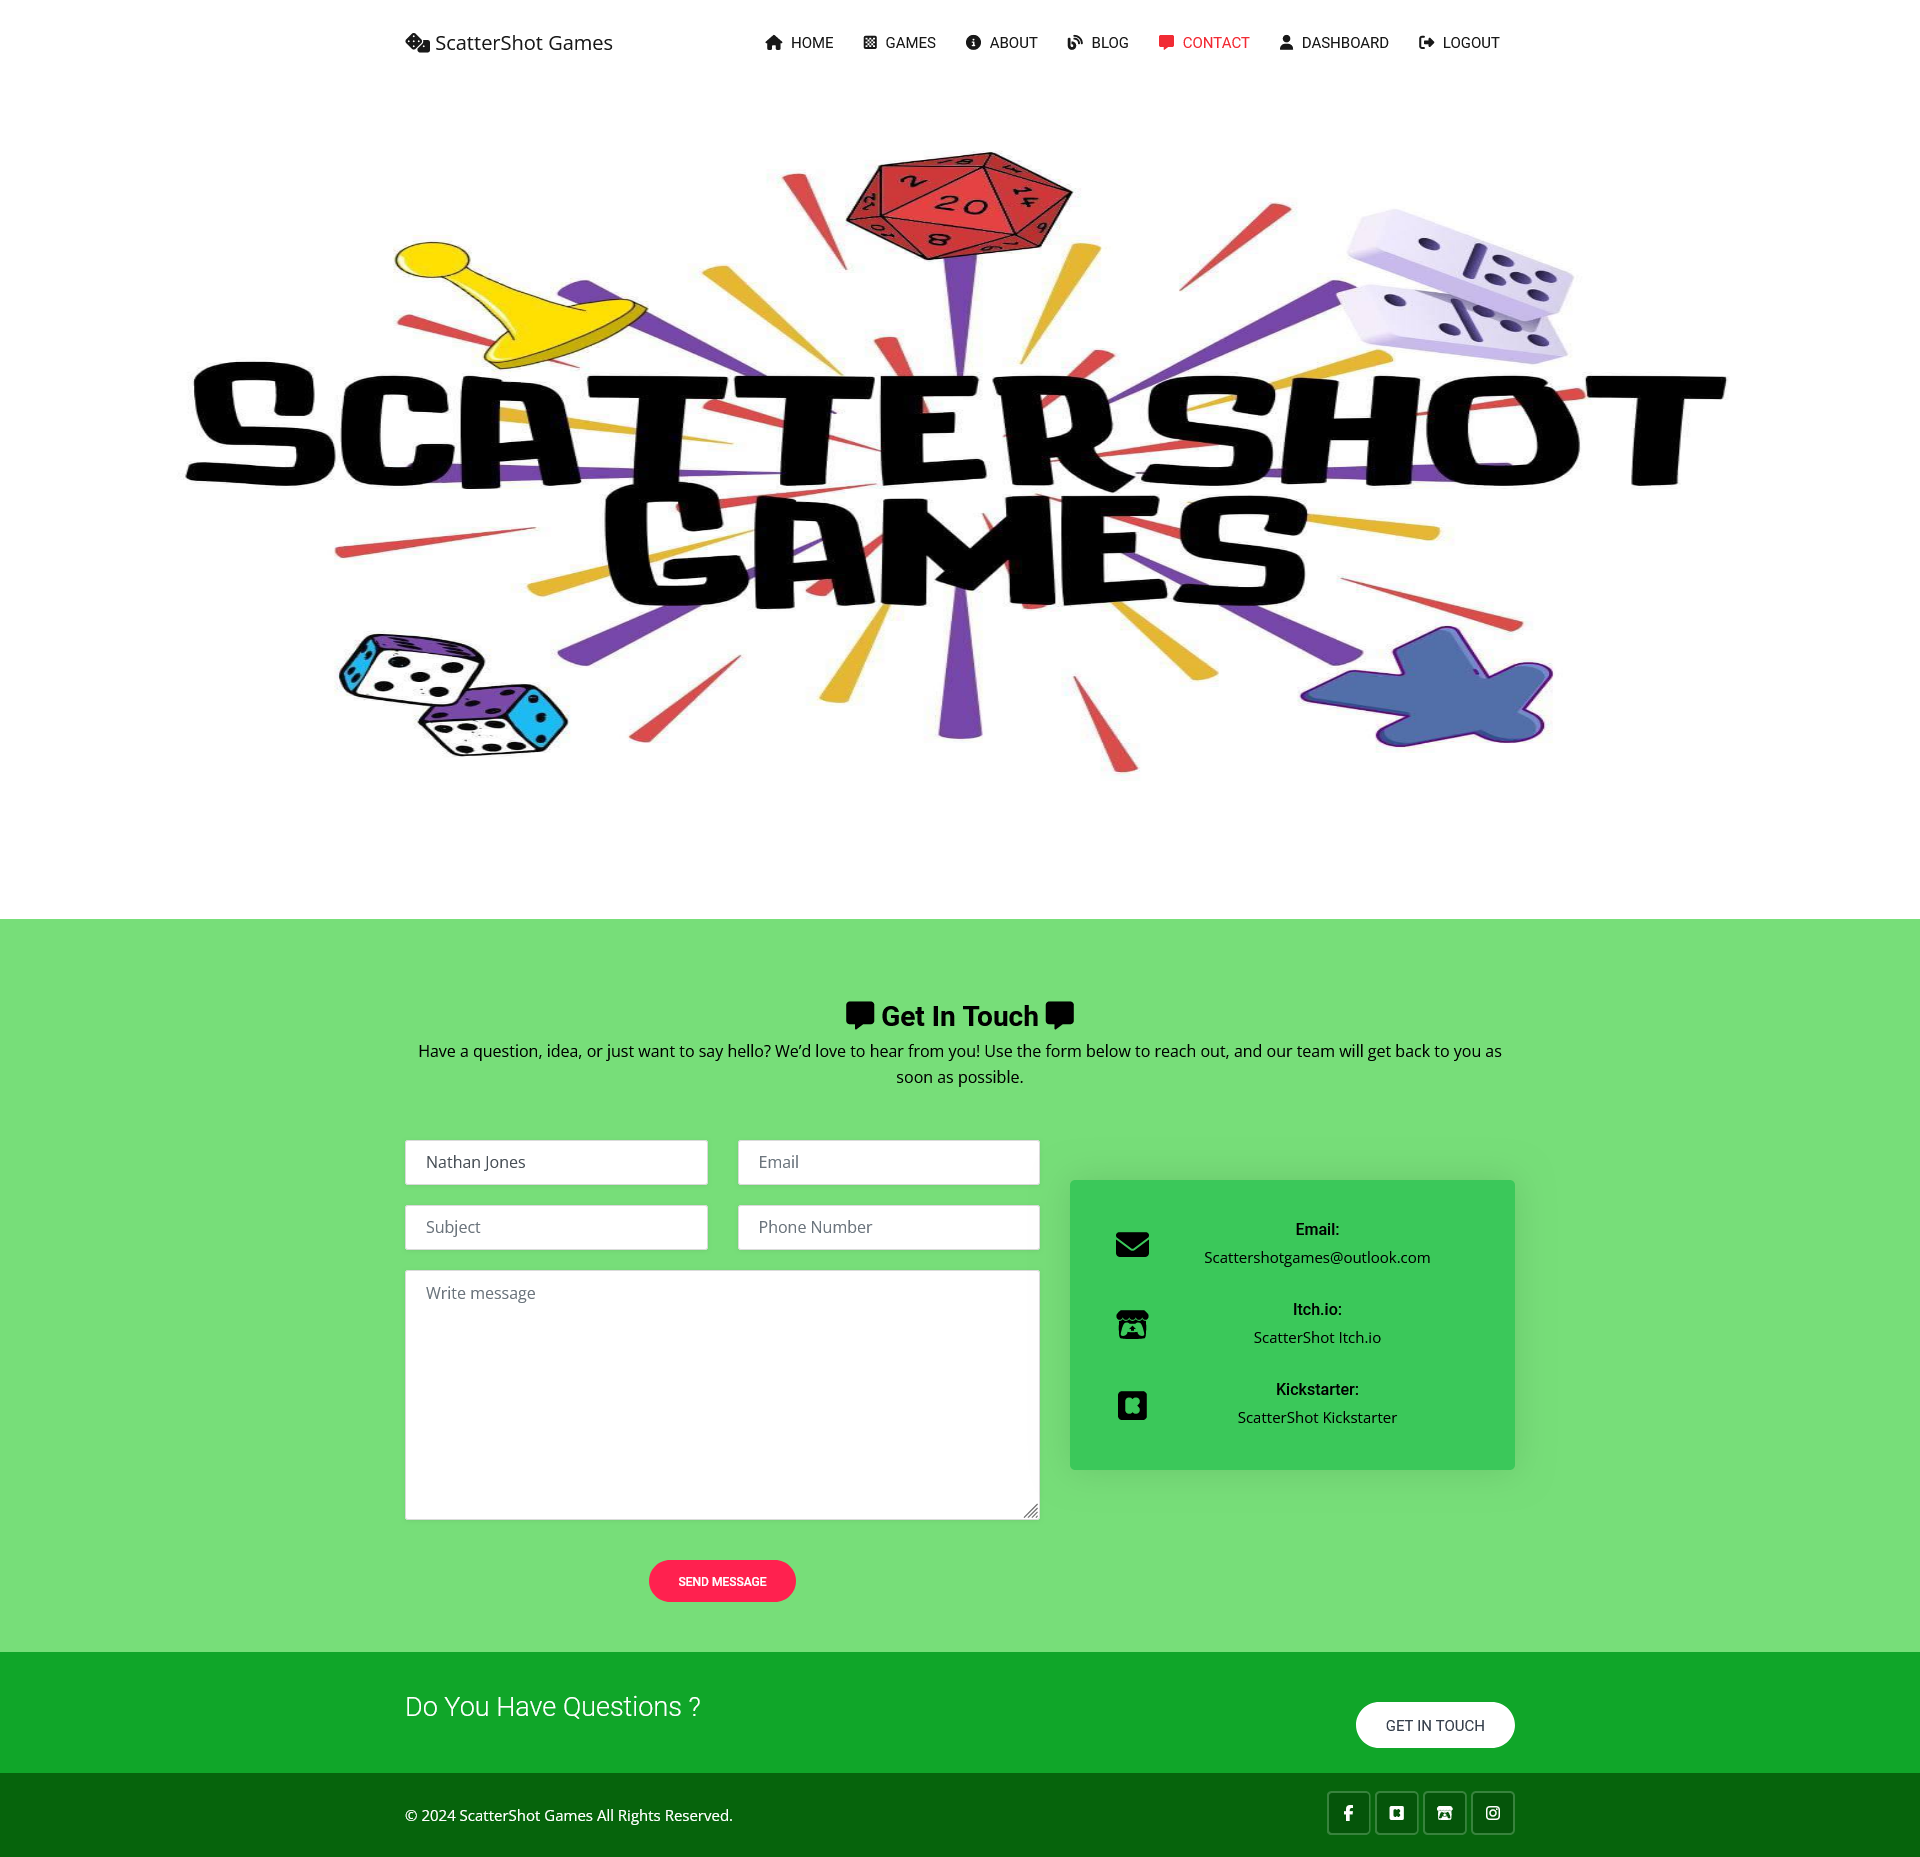 ScatterShot Games
HOME GAMES ABOUT BLOG CONTACT DASHBOARD LOGOUT
18
2
14
20
12
9
8
SCATTERSHOT
GAMES
Get In Touch
Have a question, idea, or just want to say hello? We’d love to hear from you! Use the form below to reach out, and our team will get back to you as
soon as possible.
Nathan Jones
Email
Subject
Phone Number
Write message
SEND MESSAGE
Email:
Scattershotgames@outlook.com
Itch.io:
ScatterShot Itch.io
Kickstarter:
ScatterShot Kickstarter
Do You Have Questions ?
GET IN TOUCH
© 2024 ScatterShot Games All Rights Reserved.